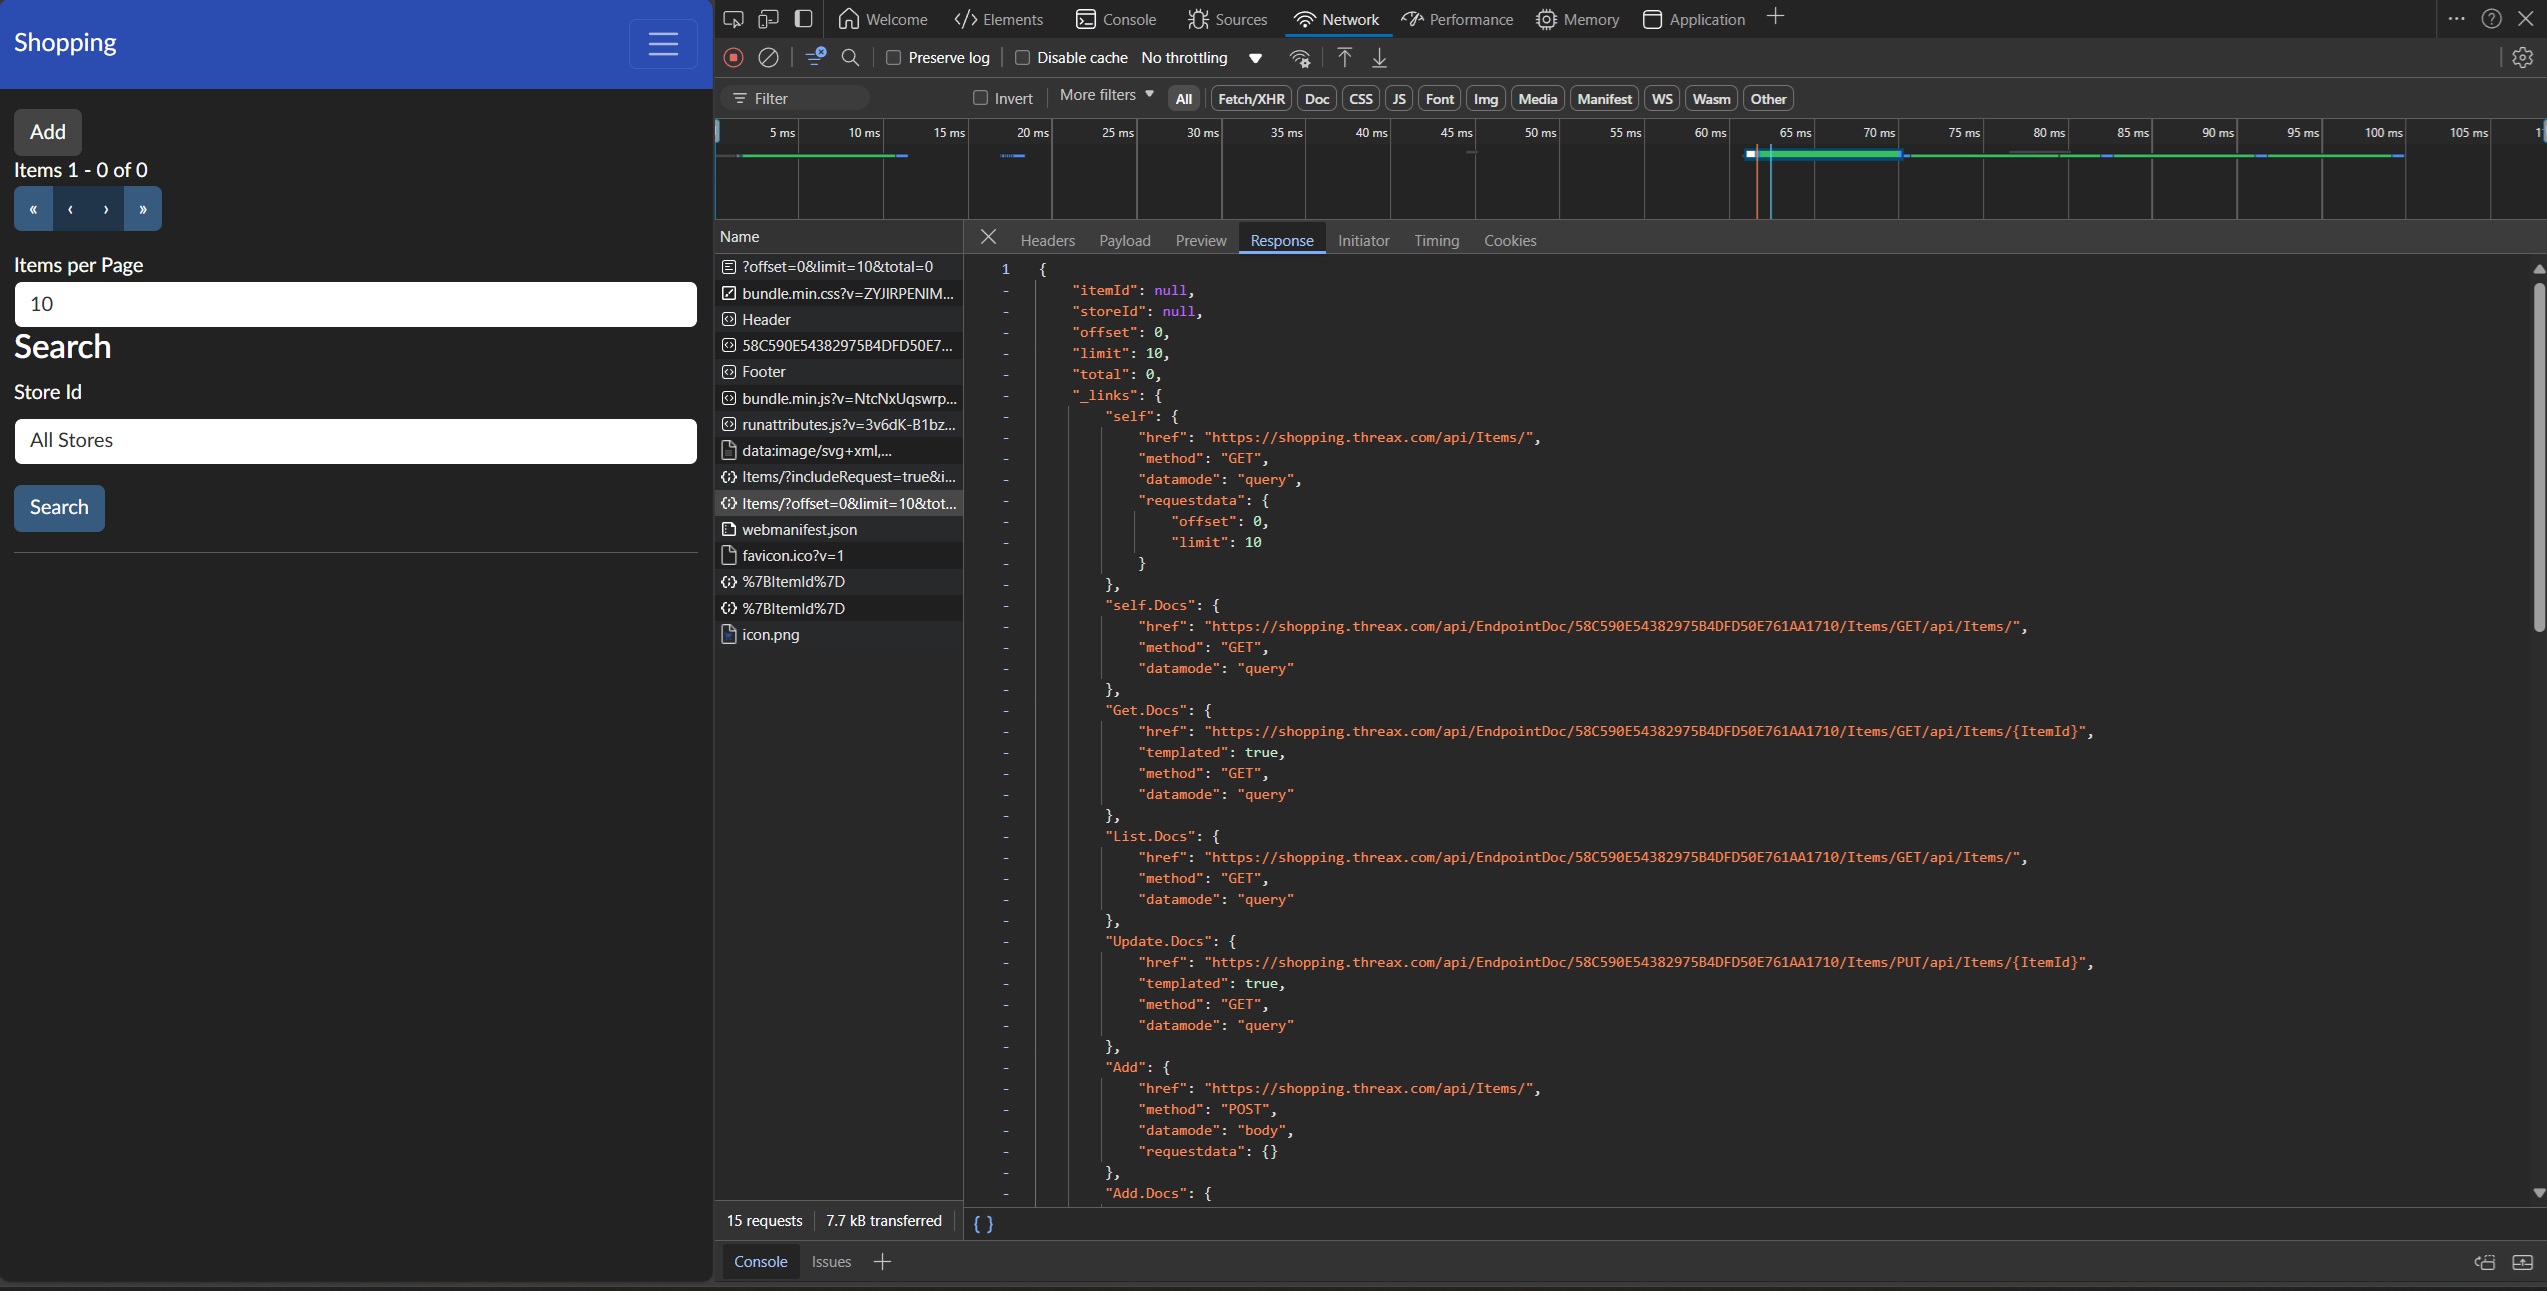 Shopping
Add
Items 1 - 0 of 0
« ‹ › »
Items per Page
10
Search
Store Id
All Stores
Search
Welcome Elements Console Sources Network Performance Memory Application
Preserve log Disable cache No throttling
Filter Invert More filters All Fetch/XHR Doc CSS JS Font Img Media Manifest WS Wasm Other
5 ms 10 ms 15 ms 20 ms 25 ms 30 ms 35 ms 40 ms 45 ms 50 ms 55 ms 60 ms 65 ms 70 ms 75 ms 80 ms 85 ms 90 ms 95 ms 100 ms 105 ms
Name
?offset=0&limit=10&total=0
bundle.min.css?v=ZYJIRPENIM...
Header
58C590E54382975B4DFD50E7...
Footer
bundle.min.js?v=NtcNxUqswrp...
runattributes.js?v=3v6dK-B1bz...
data:image/svg+xml,...
Items/?includeRequest=true&i...
Items/?offset=0&limit=10&tot...
webmanifest.json
favicon.ico?v=1
%7BItemId%7D
%7BItemId%7D
icon.png
Headers Payload Preview Response Initiator Timing Cookies
1 {
- "itemId": null,
- "storeId": null,
- "offset": 0,
- "limit": 10,
- "total": 0,
- "_links": {
- "self": {
- "href": "https://shopping.threax.com/api/Items/",
- "method": "GET",
- "datamode": "query",
- "requestdata": {
- "offset": 0,
- "limit": 10
- }
- },
- "self.Docs": {
- "href": "https://shopping.threax.com/api/EndpointDoc/58C590E54382975B4DFD50E761AA1710/Items/GET/api/Items/",
- "method": "GET",
- "datamode": "query"
- },
- "Get.Docs": {
- "href": "https://shopping.threax.com/api/EndpointDoc/58C590E54382975B4DFD50E761AA1710/Items/GET/api/Items/{ItemId}",
- "templated": true,
- "method": "GET",
- "datamode": "query"
- },
- "List.Docs": {
- "href": "https://shopping.threax.com/api/EndpointDoc/58C590E54382975B4DFD50E761AA1710/Items/GET/api/Items/",
- "method": "GET",
- "datamode": "query"
- },
- "Update.Docs": {
- "href": "https://shopping.threax.com/api/EndpointDoc/58C590E54382975B4DFD50E761AA1710/Items/PUT/api/Items/{ItemId}",
- "templated": true,
- "method": "GET",
- "datamode": "query"
- },
- "Add": {
- "href": "https://shopping.threax.com/api/Items/",
- "method": "POST",
- "datamode": "body",
- "requestdata": {}
- },
- "Add.Docs": {
15 requests 7.7 kB transferred { }
Console Issues